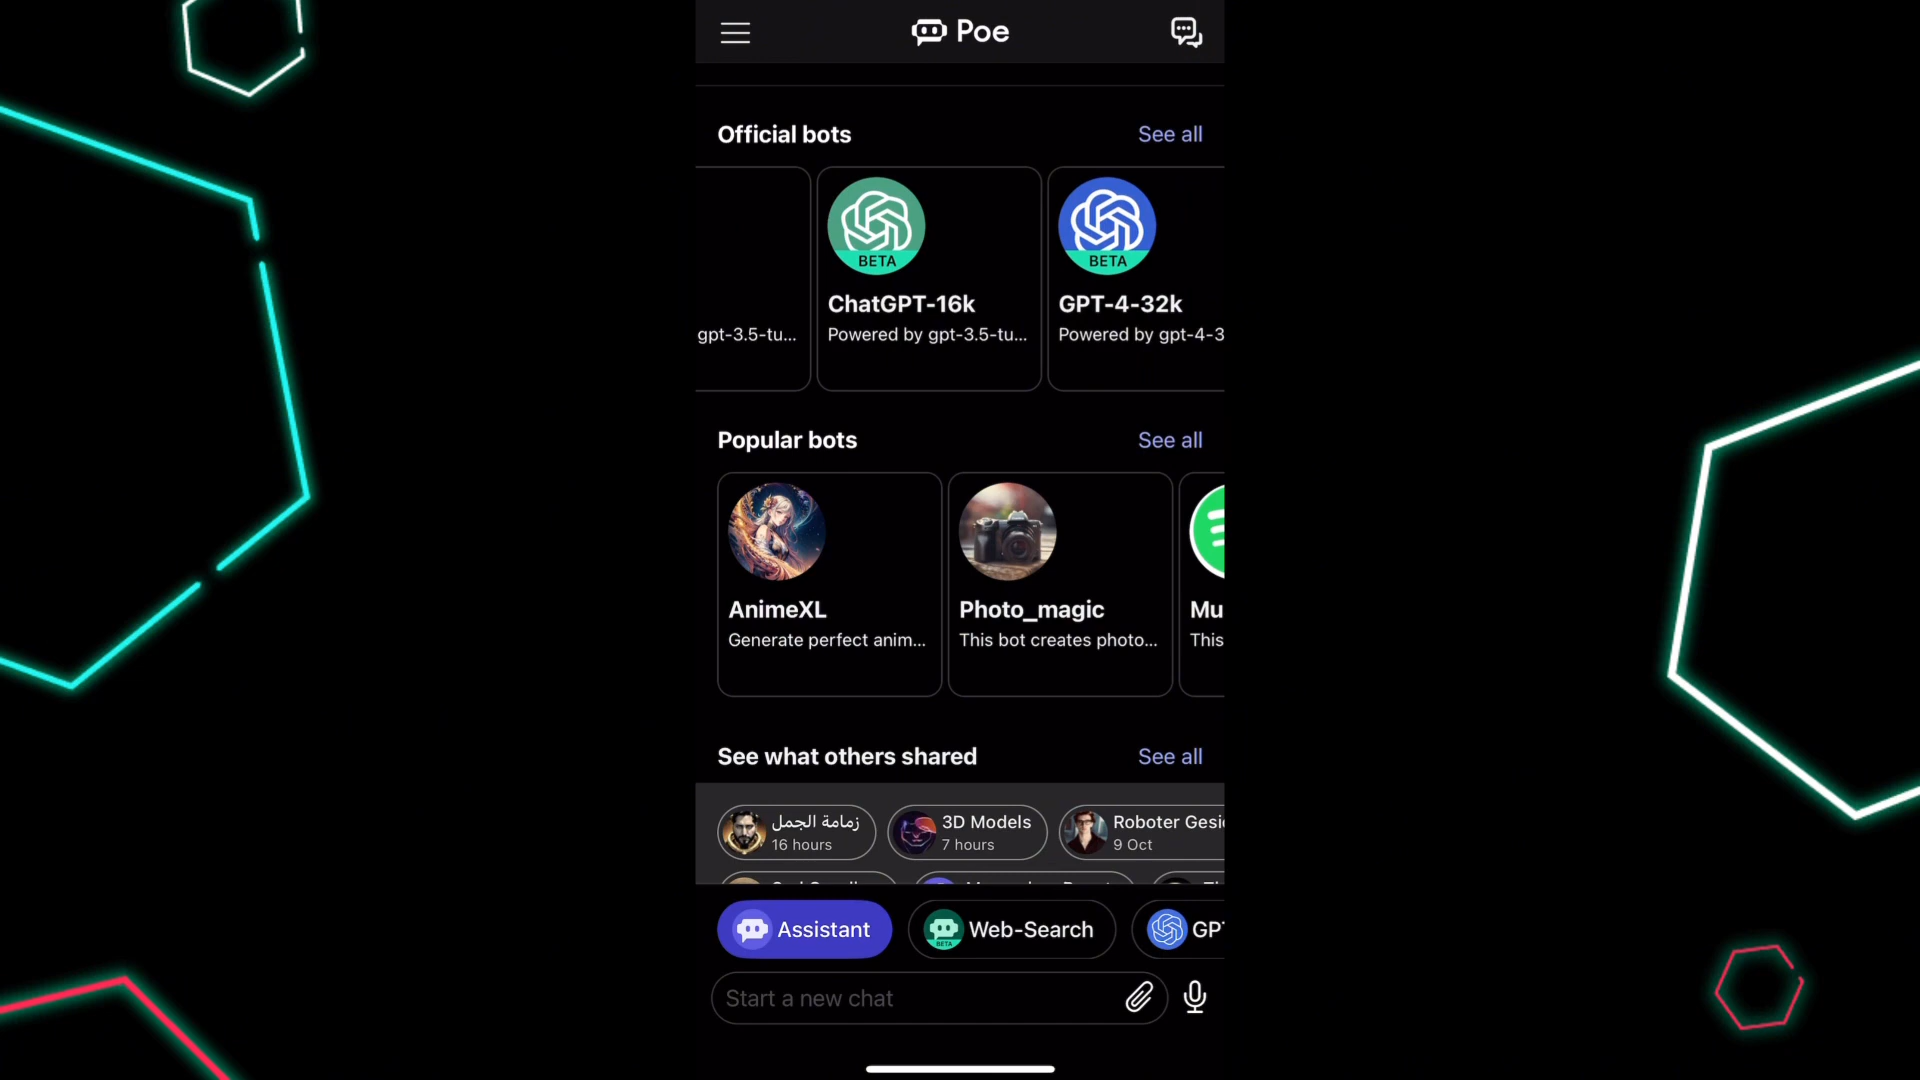 Poe
Official bots
See all
BETA
BETA
ChatGPT-16k
GPT-4-32k
gpt-3.5-tu...
Powered by gpt-3.5-tu...
Powered by gpt-4-3
Popular bots
See all
AnimeXL
Photo_magic
Mu
Generate perfect anim...
This bot creates photo...
This
See what others shared
See all
زمامة الجمل
16 hours
3D Models
7 hours
Roboter Gesi
9 Oct
Assistant
BETA
Web-Search
GPT
Start a new chat